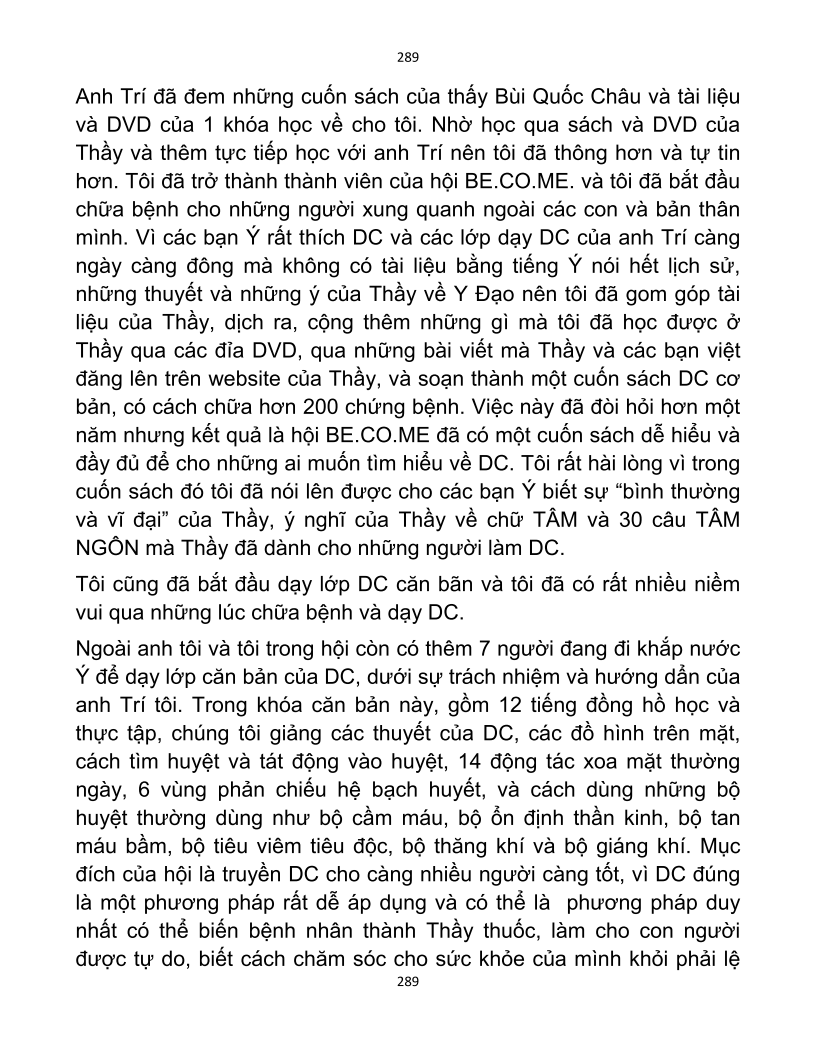 289
Anh Trí đã đem những cuốn sách của thấy Bùi Quốc Châu và tài liệu
và DVD của 1 khóa học về cho tôi. Nhờ học qua sách và DVD của
Thầy và thêm tực tiếp học với anh Trí nên tôi đã thông hơn và tự tin
hơn. Tôi đã trở thành thành viên của hội BE.CO.ME. và tôi đã bắt đầu
chữa bệnh cho những người xung quanh ngoài các con và bản thân
mình. Vì các bạn Ý rất thích DC và các lớp dạy DC của anh Trí càng
ngày càng đông mà không có tài liệu bằng tiếng Ý nói hết lịch sử,
những thuyết và những ý của Thầy về Y Đạo nên tôi đã gom góp tài
liệu của Thầy, dịch ra, cộng thêm những gì mà tôi đã học được ở
Thầy qua các đỉa DVD, qua những bài viết mà Thầy và các bạn việt
đăng lên trên website của Thầy, và soạn thành một cuốn sách DC cơ
bản, có cách chữa hơn 200 chứng bệnh. Việc này đã đòi hỏi hơn một
năm nhưng kết quả là hội BE.CO.ME đã có một cuốn sách dễ hiểu và
đầy đủ để cho những ai muốn tìm hiểu về DC. Tôi rất hài lòng vì trong
cuốn sách đó tôi đã nói lên được cho các bạn Ý biết sự “bình thường
và vĩ đại” của Thầy, ý nghĩ của Thầy về chữ TÂM và 30 câu TÂM
NGÔN mà Thầy đã dành cho những người làm DC.
Tôi cũng đã bắt đầu dạy lớp DC căn bãn và tôi đã có rất nhiều niềm
vui qua những lúc chữa bệnh và dạy DC.
Ngoài anh tôi và tôi trong hội còn có thêm 7 người đang đi khắp nước
Ý để dạy lớp căn bản của DC, dưới sự trách nhiệm và hướng dẩn của
anh Trí tôi. Trong khóa căn bản này, gồm 12 tiếng đồng hồ học và
thực tập, chúng tôi giảng các thuyết của DC, các đồ hình trên mặt,
cách tìm huyệt và tát động vào huyệt, 14 động tác xoa mặt thường
ngày, 6 vùng phản chiếu hệ bạch huyết, và cách dùng những bộ
huyệt thường dùng như bộ cầm máu, bộ ổn định thần kinh, bộ tan
máu bầm, bộ tiêu viêm tiêu độc, bộ thăng khí và bộ giáng khí. Mục
đích của hội là truyền DC cho càng nhiều người càng tốt, vì DC đúng
là một phương pháp rất dễ áp dụng và có thể là  phương pháp duy
nhất có thể biến bệnh nhân thành Thầy thuốc, làm cho con người
được tự do, biết cách chăm sóc cho sức khỏe của mình khỏi phải lệ
289